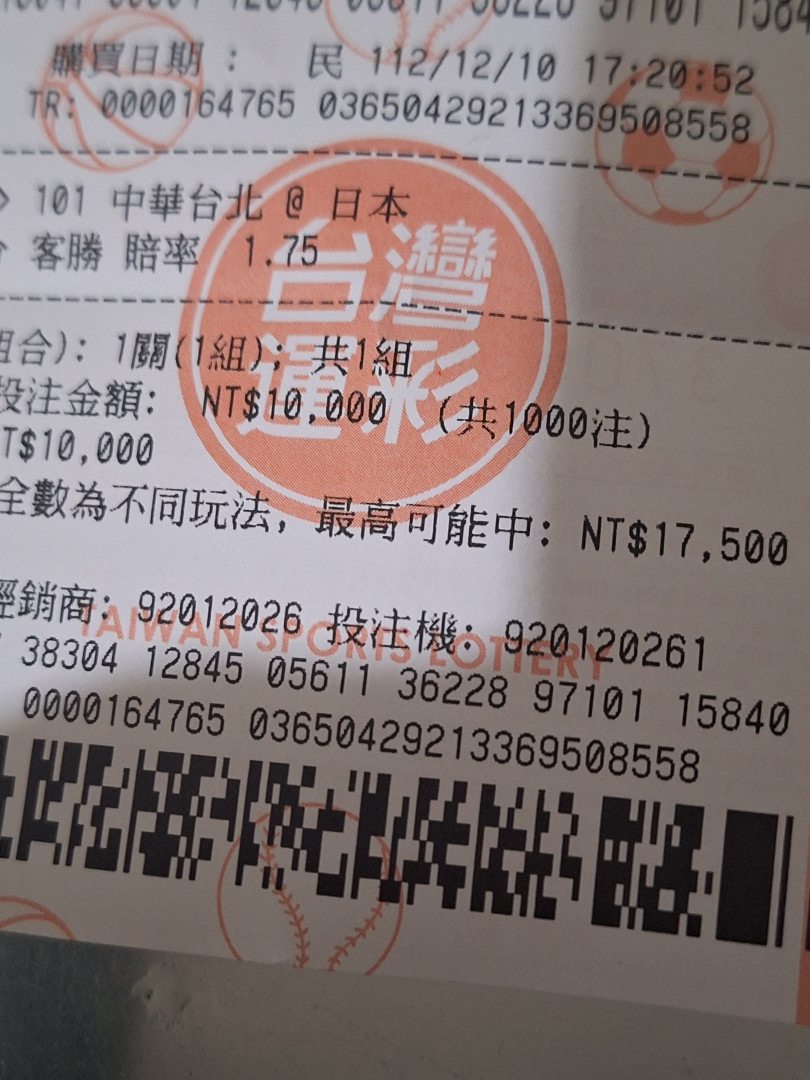 購買日期： 民 112/12/10 17:20:52
TR: 0000164765 036504292133369508558
101 中華台北 @ 日本
客勝 賠率 1.75
台灣
運彩
組合): 1關(1組); 共1組
投注金額: NT$10,000 (共1000注)
T$10,000
全數為不同玩法, 最高可能中: NT$17,500
經銷商: 92012026 投注機: 920120261
TAIWAN SPORTS LOTTERY
38304 12845 05611 36228 97101 15840
0000164765 036504292133369508558